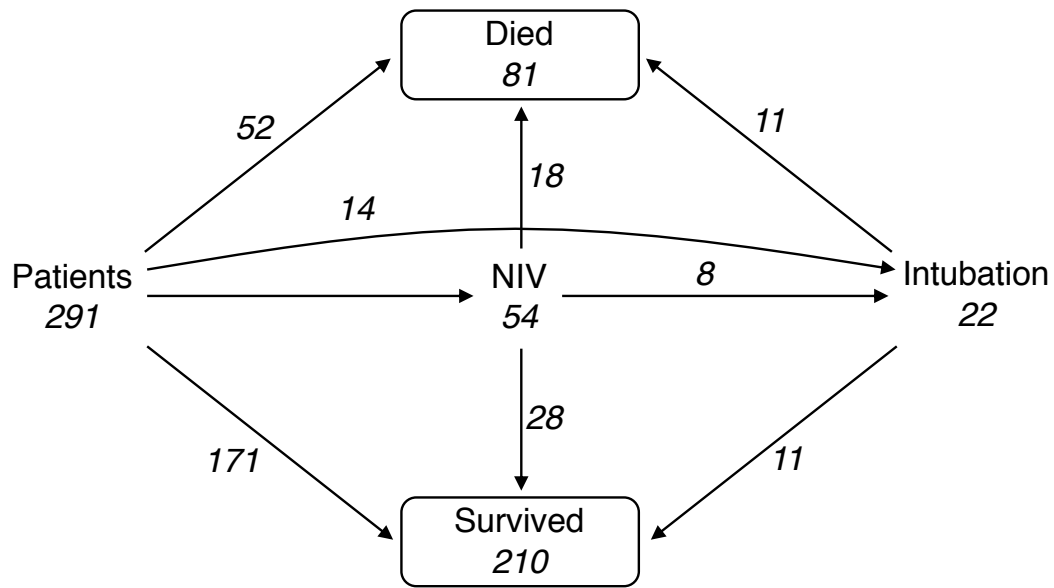 Died
81
52
11
18
14
Patients
291
NIV
54
8
Intubation
22
28
171
11
Survived
210